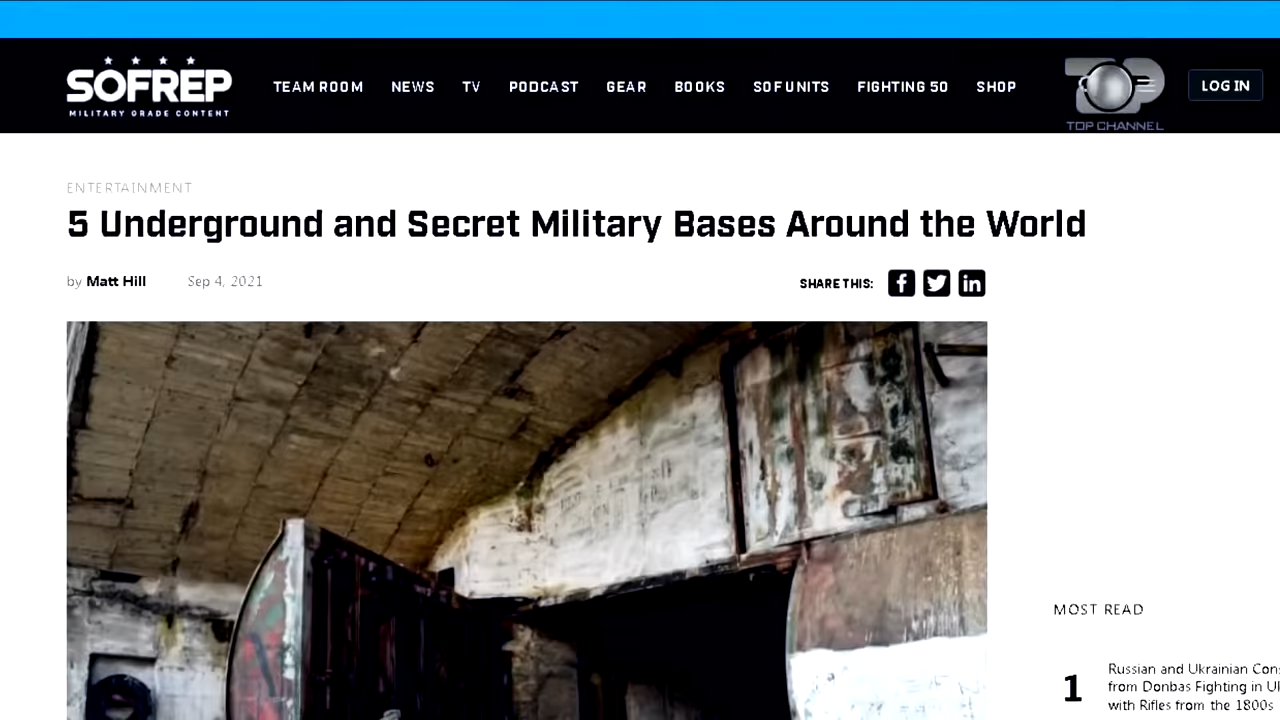 SOFREP
MILITARY GRADE CONTENT
TEAM ROOM NEWS TV PODCAST GEAR BOOKS SOF UNITS FIGHTING 50 SHOP
TOP CHANNEL
LOG IN
ENTERTAINMENT
5 Underground and Secret Military Bases Around the World
by Matt Hill Sep 4, 2021
SHARE THIS:
MOST READ
1
Russian and Ukrainian
from Donbas Fighting in
with Rifles from the 1800s